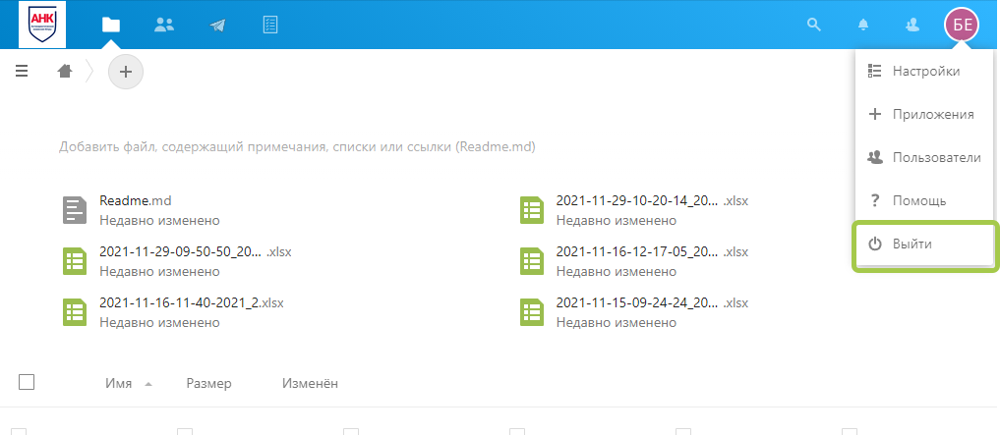 АНК
БЕ
Настройки
Приложения
Пользователи
Помощь
Выйти
Добавить файл, содержащий примечания, списки или ссылки (Readme.md)
Readme.md
Недавно изменено
2021-11-29-10-20-14_20... .xlsx
Недавно изменено
2021-11-29-09-50-50_20... .xlsx
Недавно изменено
2021-11-16-12-17-05_20... .xlsx
Недавно изменено
2021-11-16-11-40-2021_2.xlsx
Недавно изменено
2021-11-15-09-24-24_20... .xlsx
Недавно изменено
Имя Размер Изменён